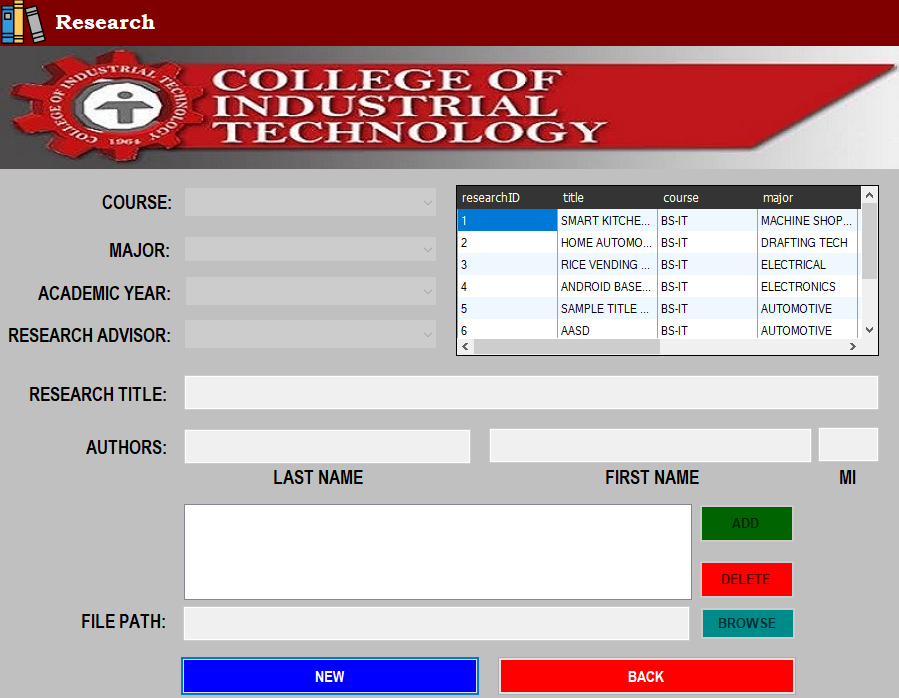 Research
COLLEGE OF INDUSTRIAL TECHNOLOGY
1964
COLLEGE OF
INDUSTRIAL
TECHNOLOGY
COURSE:
MAJOR:
ACADEMIC YEAR:
RESEARCH ADVISOR:
researchID title course major
1 SMART KITCHE... BS-IT MACHINE SHOP...
2 HOME AUTOMO... BS-IT DRAFTING TECH
3 RICE VENDING ... BS-IT ELECTRICAL
4 ANDROID BASE... BS-IT ELECTRONICS
5 SAMPLE TITLE ... BS-IT AUTOMOTIVE
6 AASD BS-IT AUTOMOTIVE
RESEARCH TITLE:
AUTHORS:
LAST NAME FIRST NAME MI
ADD
DELETE
FILE PATH:
BROWSE
NEW BACK